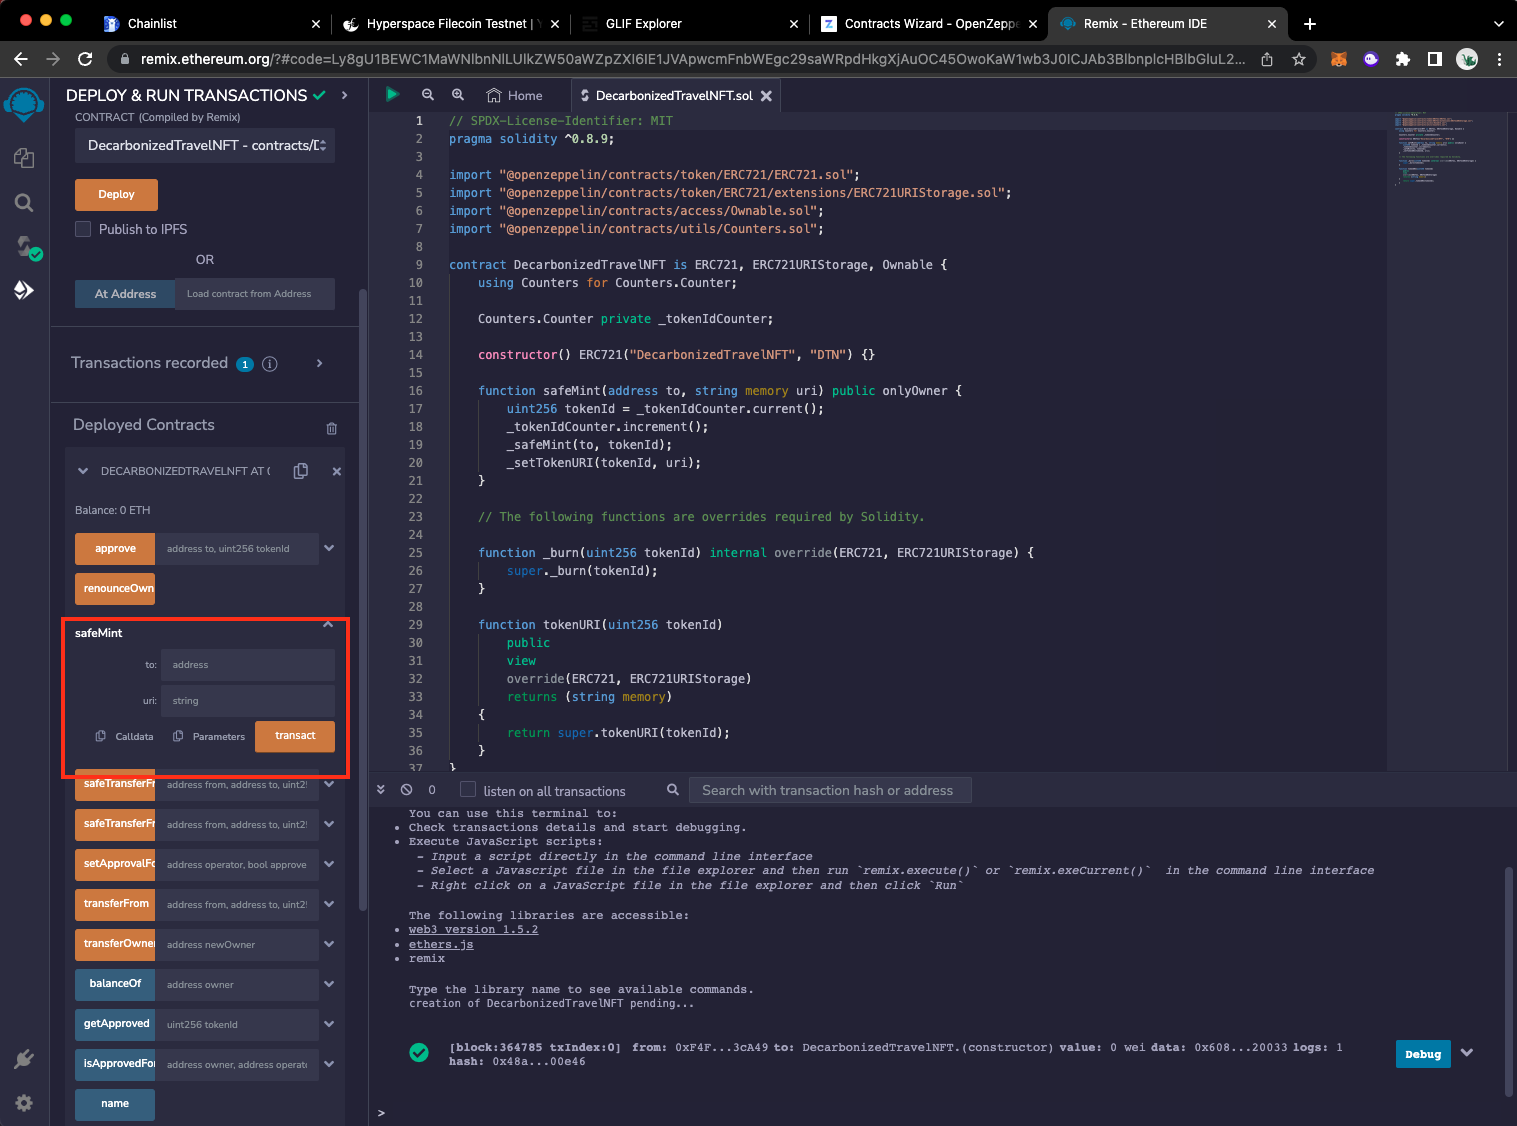 Chainlist
Hyperspace Filecoin Testnet | Y
GLIF Explorer
Contracts Wizard - OpenZeppe
Remix - Ethereum IDE
remix.ethereum.org/?#code=Ly8gU1BEWC1MaWNlbnNlLUlkZW50aWZpZXI6IE1JVApwcmFnbWEgc29saWRpdHkgXjAuOC45OwoKaW1wb3J0ICJAb3BlbnplcHBlbGluL2...
DEPLOY & RUN TRANSACTIONS
CONTRACT (Compiled by Remix)
DecarbonizedTravelNFT - contracts/D
Deploy
Publish to IPFS
OR
At Address
Load contract from Address
Transactions recorded 1 i
Deployed Contracts
DECARBONIZEDTRAVELNFT AT
Balance: 0 ETH
approve address to, uint256 tokenId
renounceOwn
safeMint
to: address
uri: string
Calldata Parameters transact
safeTransferFr address from, address to, uint2
safeTransferFr address from, address to, uint2
setApprovalFo address operator, bool approve
transferFrom address from, address to, uint2
transferOwne address newOwner
balanceOf address owner
getApproved uint256 tokenId
isApprovedFor address owner, address operato
name
Home
DecarbonizedTravelNFT.sol
1 // SPDX-License-Identifier: MIT
2 pragma solidity ^0.8.9;
3
4 import "@openzeppelin/contracts/token/ERC721/ERC721.sol";
5 import "@openzeppelin/contracts/token/ERC721/extensions/ERC721URIStorage.sol";
6 import "@openzeppelin/contracts/access/Ownable.sol";
7 import "@openzeppelin/contracts/utils/Counters.sol";
8
9 contract DecarbonizedTravelNFT is ERC721, ERC721URIStorage, Ownable {
10 using Counters for Counters.Counter;
11
12 Counters.Counter private _tokenIdCounter;
13
14 constructor() ERC721("DecarbonizedTravelNFT", "DTN") {}
15
16 function safeMint(address to, string memory uri) public onlyOwner {
17 uint256 tokenId = _tokenIdCounter.current();
18 _tokenIdCounter.increment();
19 _safeMint(to, tokenId);
20 _setTokenURI(tokenId, uri);
21 }
22
23 // The following functions are overrides required by Solidity.
24
25 function _burn(uint256 tokenId) internal override(ERC721, ERC721URIStorage) {
26 super._burn(tokenId);
27 }
28
29 function tokenURI(uint256 tokenId)
30 public
31 view
32 override(ERC721, ERC721URIStorage)
33 returns (string memory)
34 {
35 return super.tokenURI(tokenId);
36 }
37 }
0
listen on all transactions
Search with transaction hash or address
You can use this terminal to:
• Check transactions details and start debugging.
• Execute JavaScript scripts:
- Input a script directly in the command line interface
- Select a Javascript file in the file explorer and then run `remix.execute()` or `remix.exeCurrent()` in the command line interface
- Right click on a JavaScript file in the file explorer and then click `Run`
The following libraries are accessible:
• web3 version 1.5.2
• ethers.js
• remix
Type the library name to see available commands.
creation of DecarbonizedTravelNFT pending...
[block:364785 txIndex:0] from: 0xF4F...3cA49 to: DecarbonizedTravelNFT.(constructor) value: 0 wei data: 0x608...20033 logs: 1
hash: 0x48a...00e46
Debug
>